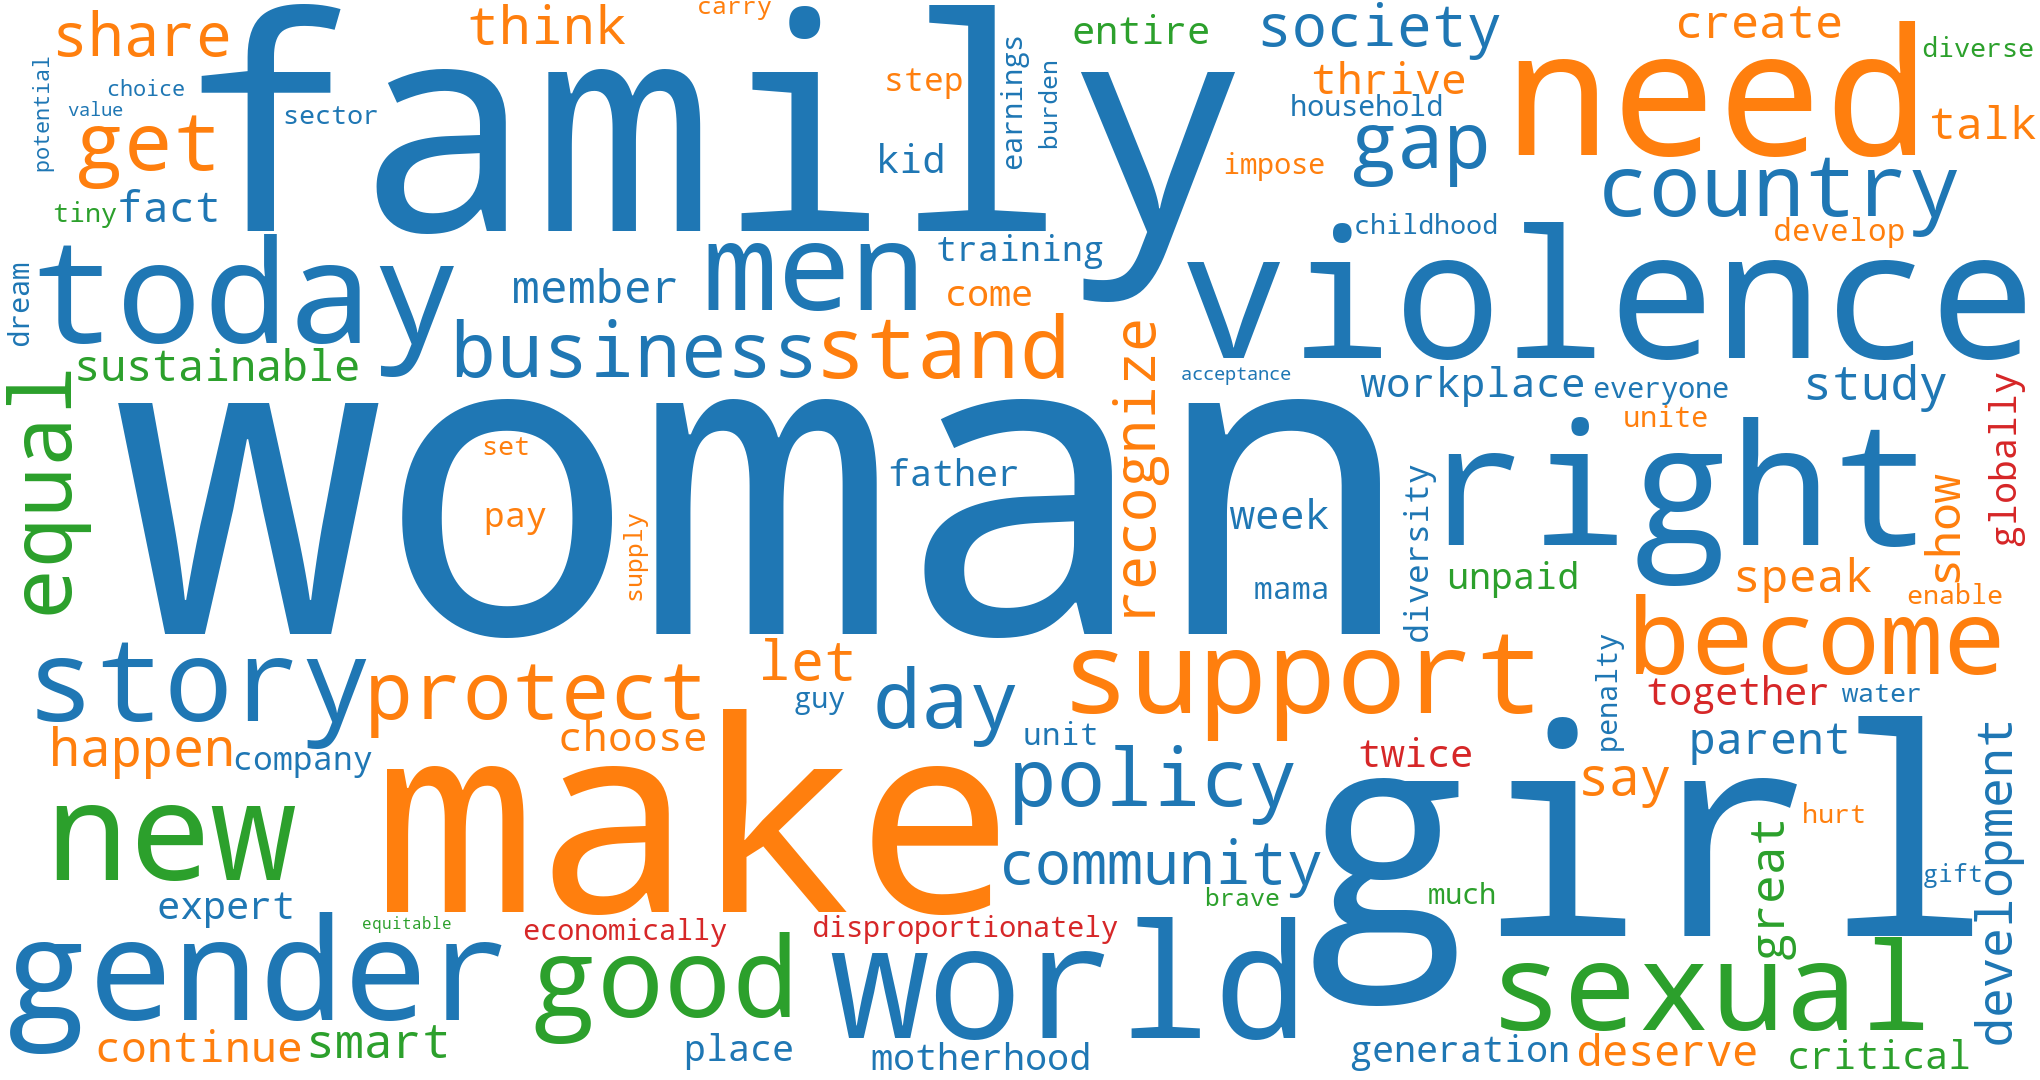 carry
share
think
family
society
create
entire
diverse
potential
choice
value
sector
step
earnings
burden
thrive
household
need
talk
get
kid
impose
gap
tiny
fact
country
childhood
develop
dream
today
member
men
training
come
violence
sustainable
business
stand
recognize
acceptance
workplace
everyone
study
globally
equal
woman
set
pay
supply
father
week
mama
unite
diversity
right
show
unpaid
speak
enable
story
protect
let
guy
day
support
become
penalty
together
water
happen
company
choose
unit
make
policy
twice
girl
say
parent
development
hurt
new
community
great
gift
expert
equitable
economically
disproportionately
brave
much
gender
good
world
sexual
continue
smart
place
motherhood
generation
deserve
critical